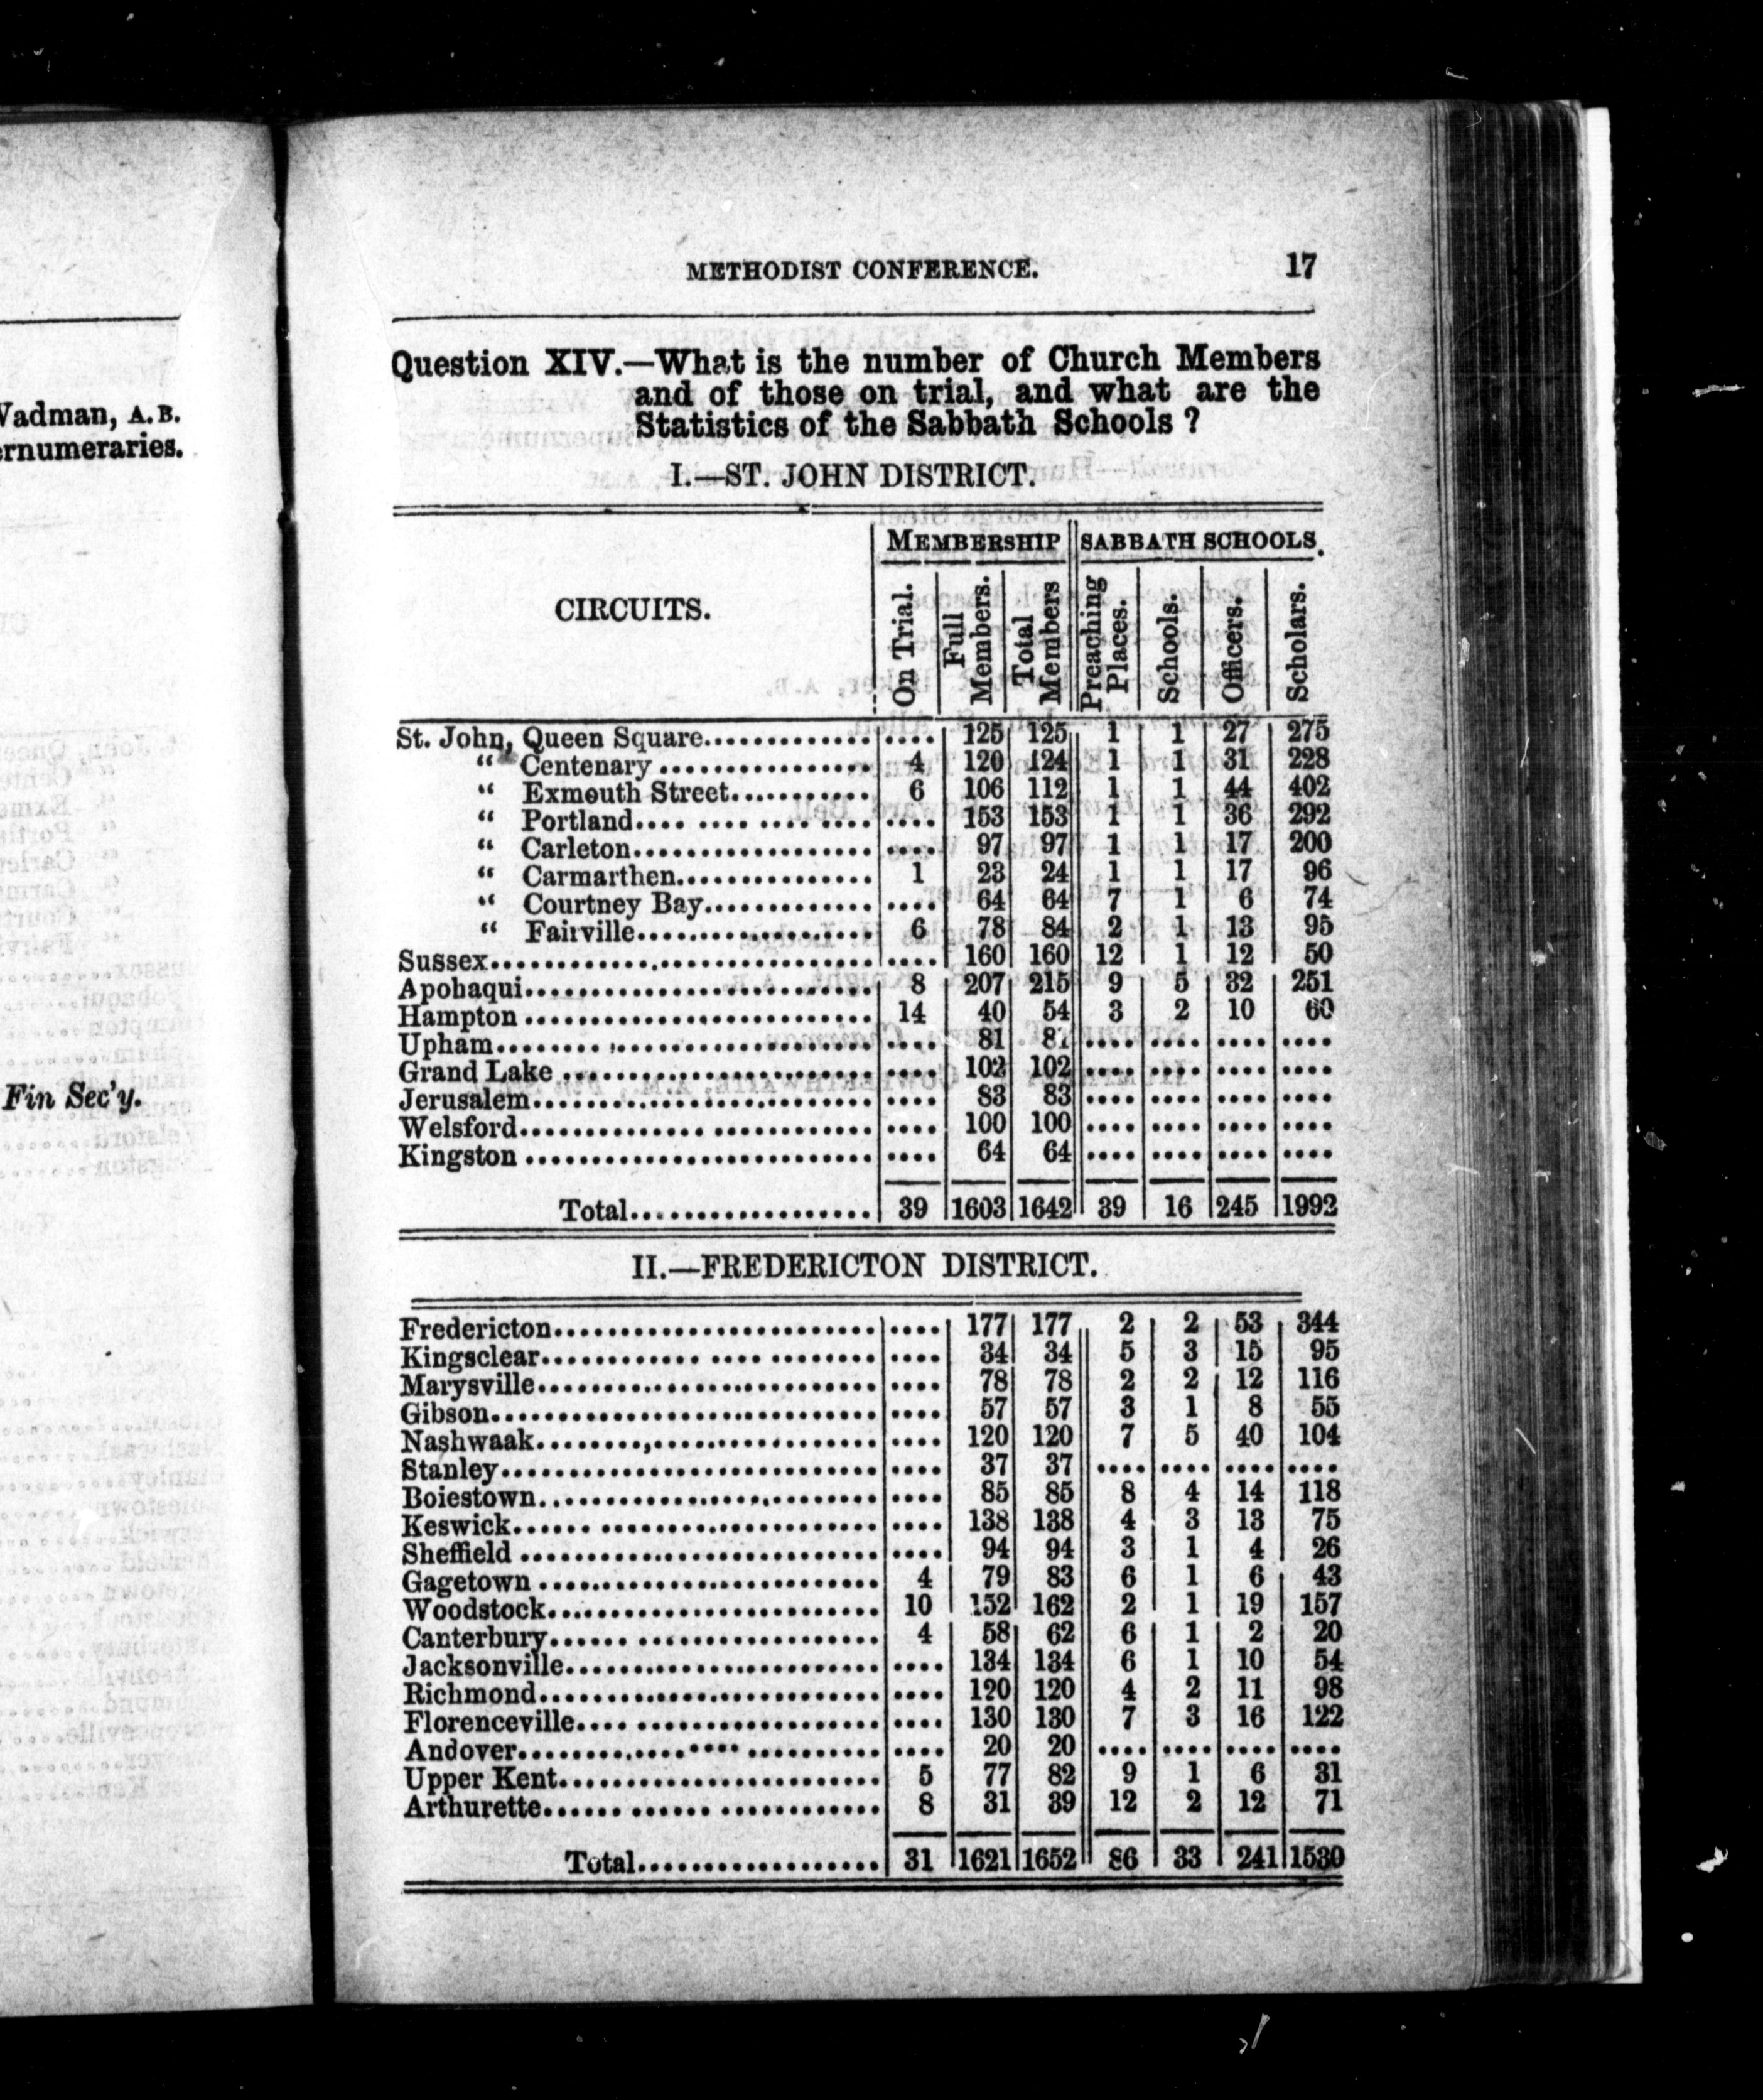 Wadman, A.B.
ernumeraries.
Fin Sec'y.
METHODIST CONFERENCE. 17
Question XIV.—What is the number of Church Members
and of those on trial, and what are the
Statistics of the Sabbath Schools ?
I.—ST. JOHN DISTRICT.
CIRCUITS. MEMBERSHIP SABBATH SCHOOLS.
On Trial. Full Members. Total Members Preaching Places. Schools. Officers. Scholars.
St. John, Queen Square............. .... 125 125 1 1 27 275
“ Centenary ................ 4 120 124 1 1 31 228
“ Exmouth Street........... 6 106 112 1 1 44 402
“ Portland.... .... .... .... .... 153 153 1 1 36 292
“ Carleton.................. .... 97 97 1 1 17 200
“ Carmarthen............... 1 23 24 1 1 17 96
“ Courtney Bay............. .... 64 64 7 1 6 74
“ Fairville.................. 6 78 84 2 1 13 95
Sussex............................. .... 160 160 12 1 12 50
Apohaqui.......................... 8 207 215 9 5 32 251
Hampton .......................... 14 40 54 3 2 10 60
Upham............................ .... 81 81 .... .... .... ....
Grand Lake ....................... .... 102 102 .... .... .... ....
Jerusalem......................... .... 83 83 .... .... .... ....
Welsford.............. ............ .... 100 100 .... .... .... ....
Kingston .......................... .... 64 64 .... .... .... ....
Total.................. 39 1603 1642 39 16 245 1992
II.—FREDERICTON DISTRICT.
Fredericton........................ .... 177 177 2 2 53 344
Kingsclear............ .... ........ .... 34 34 5 3 15 95
Marysville......................... .... 78 78 2 2 12 116
Gibson............................. .... 57 57 3 1 8 55
Nashwaak......................... .... 120 120 7 5 40 104
Stanley............................ .... 37 37 .... .... .... ....
Boiestown......................... .... 85 85 8 4 14 118
Keswick...... ..................... .... 138 138 4 3 13 75
Sheffield ........................... .... 94 94 3 1 4 26
Gagetown .......................... 4 79 83 6 1 6 43
Woodstock......................... 10 152 162 2 1 19 157
Canterbury...... .................. 4 58 62 6 1 2 20
Jacksonville....................... .... 134 134 6 1 10 54
Richmond......................... .... 120 120 4 2 11 98
Florenceville.... .................. .... 130 130 7 3 16 122
Andover................. .......... .... 20 20 .... .... .... ....
Upper Kent........................ 5 77 82 9 1 6 31
Arthurette...... ...... ............ 8 31 39 12 2 12 71
Total.................. 31 1621 1652 86 33 241 1530